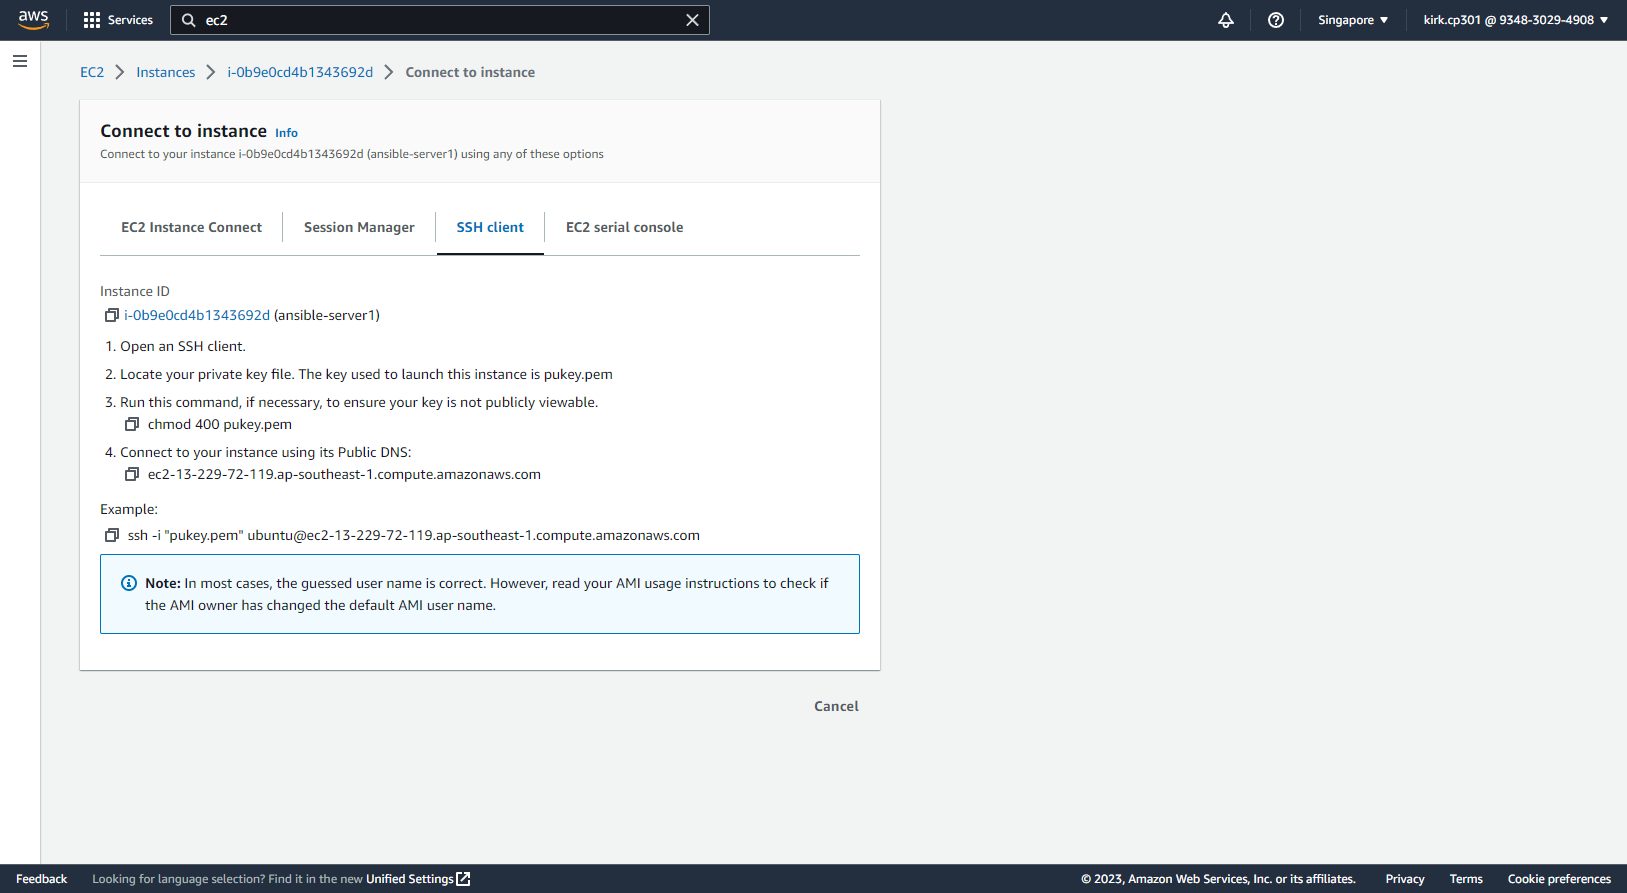 aws Services ec2 Singapore kirk.cp301 @ 9348-3029-4908
EC2 Instances i-0b9e0cd4b1343692d Connect to instance
Connect to instance Info
Connect to your instance i-0b9e0cd4b1343692d (ansible-server1) using any of these options
EC2 Instance Connect Session Manager SSH client EC2 serial console
Instance ID
i-0b9e0cd4b1343692d (ansible-server1)
1. Open an SSH client.
2. Locate your private key file. The key used to launch this instance is pukey.pem
3. Run this command, if necessary, to ensure your key is not publicly viewable.
chmod 400 pukey.pem
4. Connect to your instance using its Public DNS:
ec2-13-229-72-119.ap-southeast-1.compute.amazonaws.com
Example:
ssh -i "pukey.pem" ubuntu@ec2-13-229-72-119.ap-southeast-1.compute.amazonaws.com
Note: In most cases, the guessed user name is correct. However, read your AMI usage instructions to check if
the AMI owner has changed the default AMI user name.
Cancel
Feedback Looking for language selection? Find it in the new Unified Settings © 2023, Amazon Web Services, Inc. or its affiliates. Privacy Terms Cookie preferences